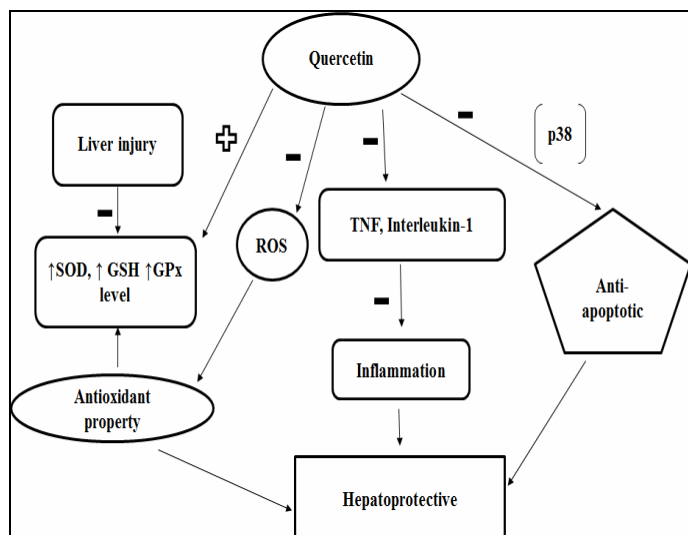 Quercetin
Liver injury
p38
TNF, Interleukin-1
ROS
↑SOD, ↑ GSH ↑GPx
level
Anti-
apoptotic
Inflammation
Antioxidant
property
Hepatoprotective